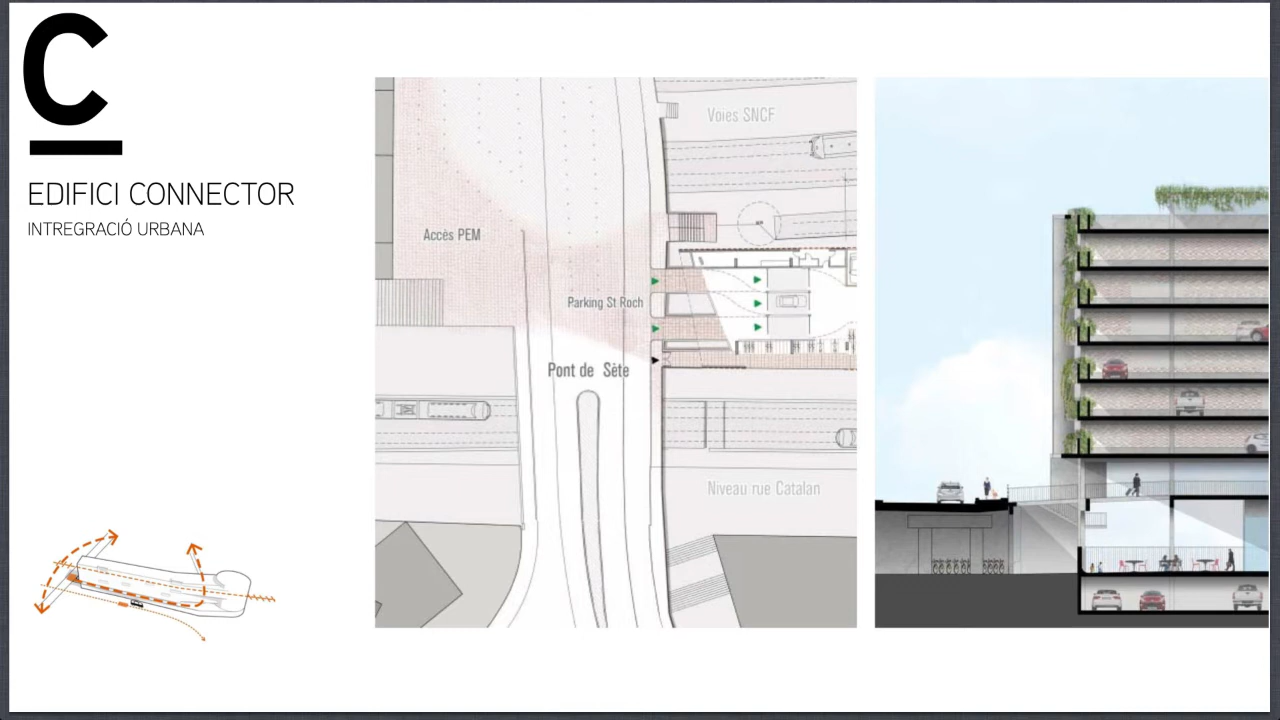 C
EDIFICI CONNECTOR
INTREGRACIÓ URBANA
Voies SNCF
Accès PEM
Parking St Roch
Pont de Sète
Niveau rue Catalan